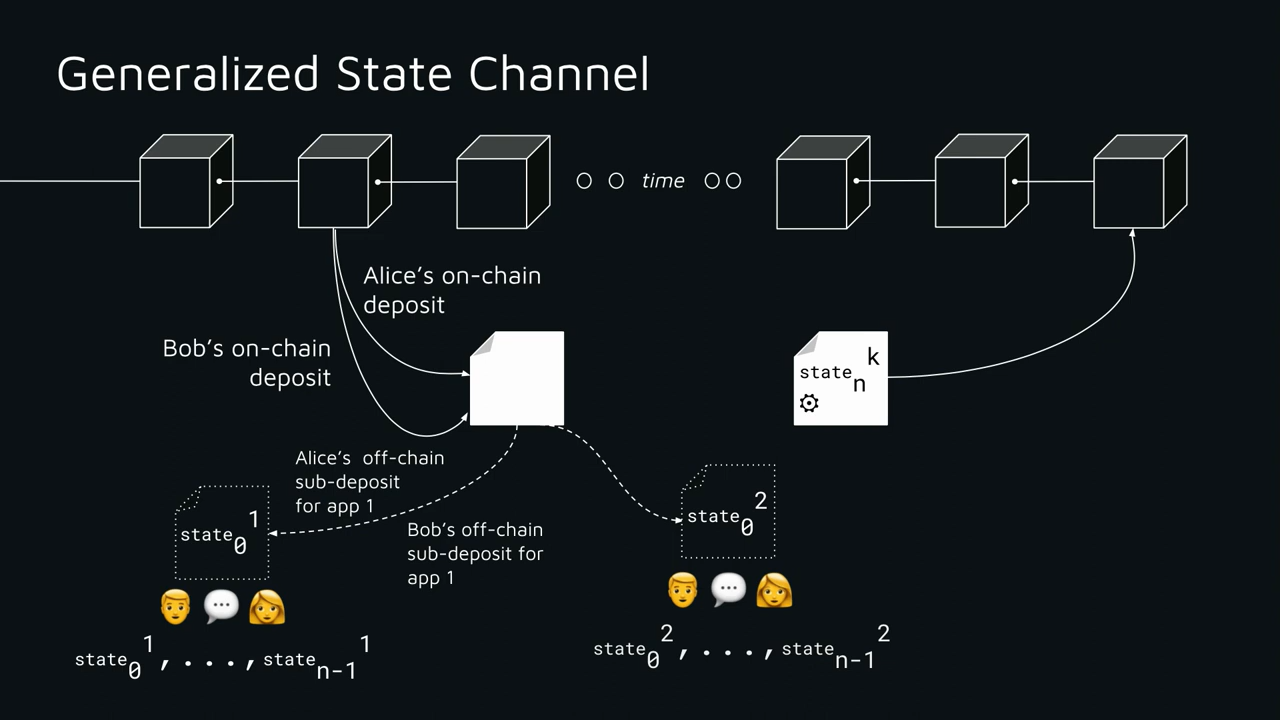 Generalized State Channel
time
Alice's on-chain
deposit
Bob's on-chain
deposit
state n k
Alice's off-chain
sub-deposit
for app 1
Bob's off-chain
sub-deposit for
app 1
state 0 1
state 0 2
state 0 1 , . . . , state n-1 1
state 0 2 , . . . , state n-1 2